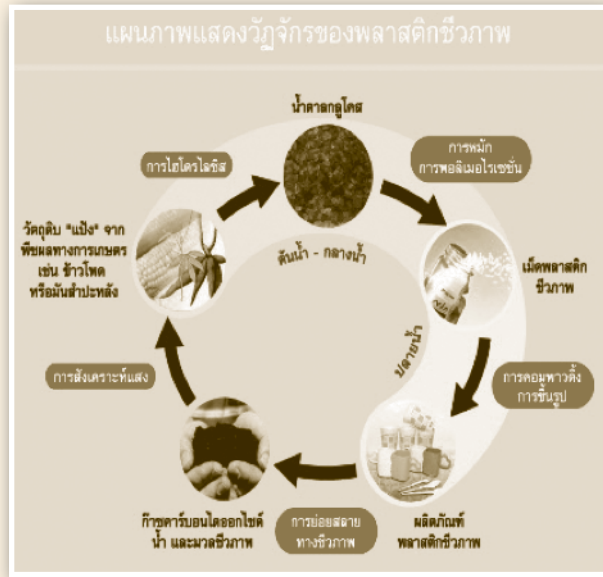 แผนภาพแสดงวัฏจักรของพลาสติกชีวภาพ
น้ำตาลกลูโคส
การหมัก
การพอลิเมอไรเซชั่น
การไฮโดรไลซิส
วัตถุดิบ "แป้ง" จาก
พืชผลทางการเกษตร
เช่น ข้าวโพด
หรือมันสำปะหลัง
ต้นน้ำ - กลางน้ำ
เม็ดพลาสติก
ชีวภาพ
ปลายน้ำ
การสังเคราะห์แสง
การคอมพาวดิ้ง
การขึ้นรูป
ก๊าซคาร์บอนไดออกไซด์
น้ำ และมวลชีวภาพ
การย่อยสลาย
ทางชีวภาพ
ผลิตภัณฑ์
พลาสติกชีวภาพ